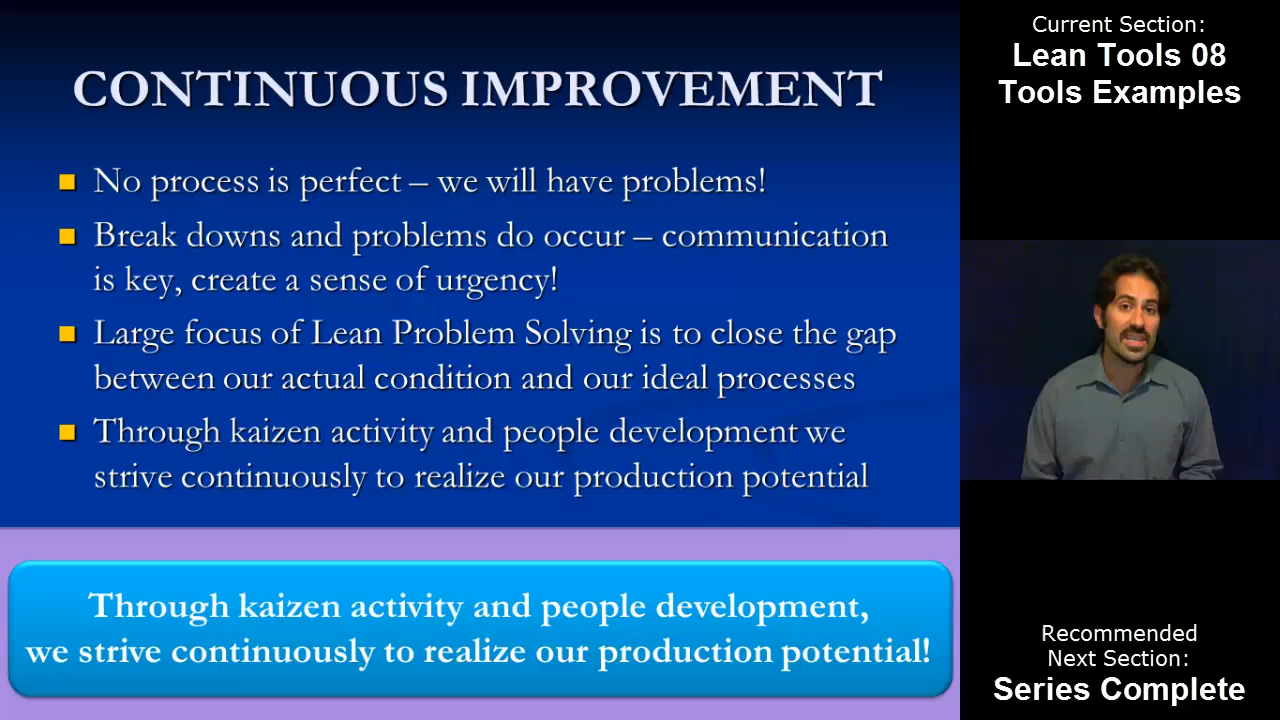 CONTINUOUS IMPROVEMENT
No process is perfect – we will have problems!
Break downs and problems do occur – communication
is key, create a sense of urgency!
Large focus of Lean Problem Solving is to close the gap
between our actual condition and our ideal processes
Through kaizen activity and people development we
strive continuously to realize our production potential
Through kaizen activity and people development,
we strive continuously to realize our production potential!
Current Section:
Lean Tools 08
Tools Examples
Recommended
Next Section:
Series Complete